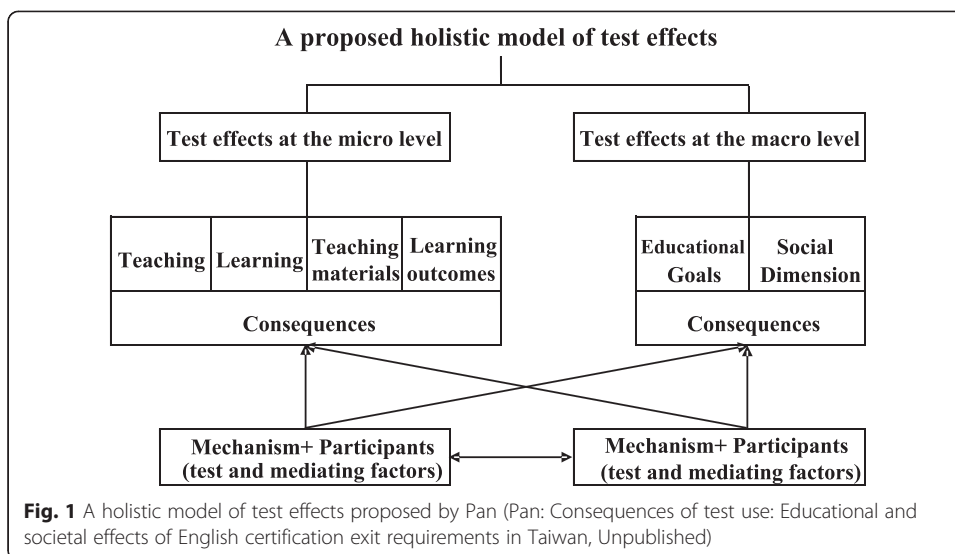 A proposed holistic model of test effects
Test effects at the micro level
Test effects at the macro level
Teaching
Learning
Teaching
materials
Learning
outcomes
Educational
Goals
Social
Dimension
Consequences
Consequences
Mechanism+ Participants
(test and mediating factors)
Mechanism+ Participants
(test and mediating factors)
Fig. 1 A holistic model of test effects proposed by Pan (Pan: Consequences of test use: Educational and
societal effects of English certification exit requirements in Taiwan, Unpublished)